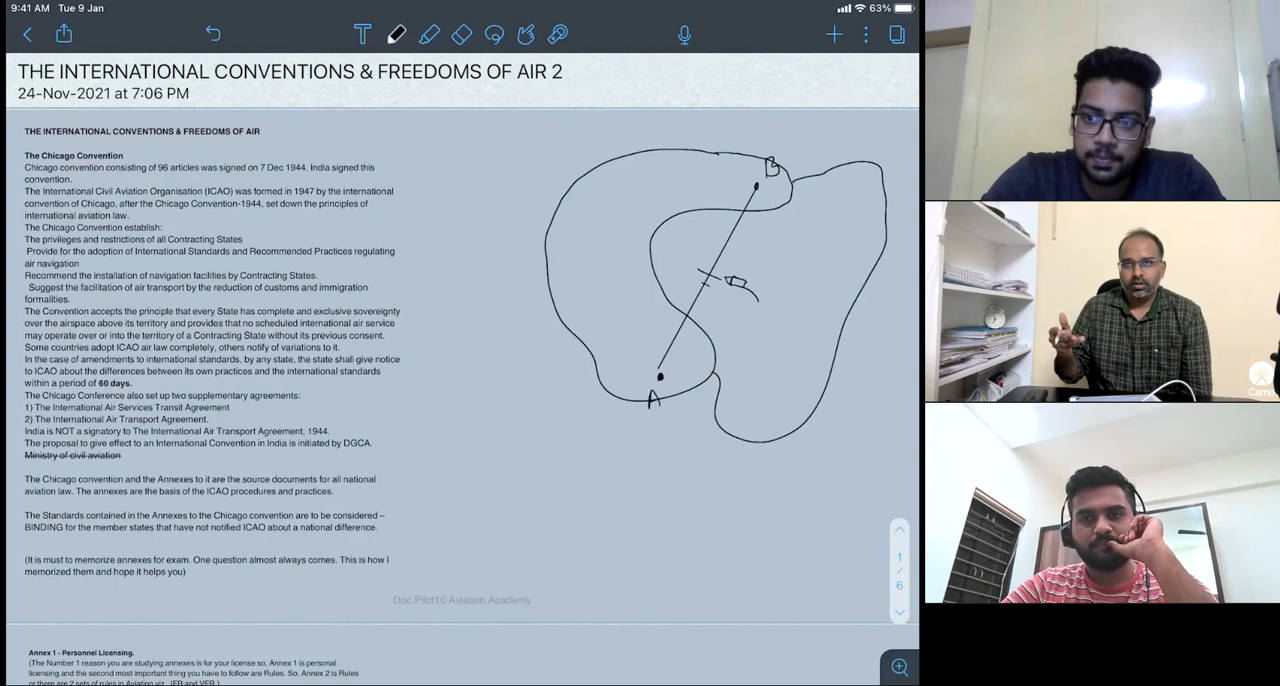 9:41 AM Tue 9 Jan
63%
THE INTERNATIONAL CONVENTIONS & FREEDOMS OF AIR 2
24-Nov-2021 at 7:06 PM
THE INTERNATIONAL CONVENTIONS & FREEDOMS OF AIR
The Chicago Convention
Chicago convention consisting of 96 articles was signed on 7 Dec 1944. India signed this
convention.
The International Civil Aviation Organisation (ICAO) was formed in 1947 by the international
convention of Chicago, after the Chicago Convention-1944, set down the principles of
international aviation law.
The Chicago Convention establish:
The privileges and restrictions of all Contracting States
Provide for the adoption of International Standards and Recommended Practices regulating
air navigation
Recommend the installation of navigation facilities by Contracting States.
Suggest the facilitation of air transport by the reduction of customs and immigration
formalities.
The Convention accepts the principle that every State has complete and exclusive sovereignty
over the airspace above its territory and provides that no scheduled international air service
may operate over or into the territory of a Contracting State without its previous consent.
Some countries adopt ICAO air law completely, others notify of variations to it.
In the case of amendments to international standards, by any state, the state shall give notice
to ICAO about the differences between its own practices and the international standards
within a period of 60 days.
The Chicago Conference also set up two supplementary agreements:
1) The International Air Services Transit Agreement
2) The International Air Transport Agreement.
India is NOT a signatory to The International Air Transport Agreement, 1944.
The proposal to give effect to an International Convention in India is initiated by DGCA.
Ministry of civil aviation
The Chicago convention and the Annexes to it are the source documents for all national
aviation law. The annexes are the basis of the ICAO procedures and practices.
The Standards contained in the Annexes to the Chicago convention are to be considered –
BINDING for the member states that have not notified ICAO about a national difference.
(It is must to memorize annexes for exam. One question almost always comes. This is how I
memorized them and hope it helps you)
Doc.Pilot10 Aviation Academy
B
A
1
/
6
Annex 1 - Personnel Licensing.
(The Number 1 reason you are studying annexes is for your license so, Annex 1 is personal
licensing and the second most important thing you have to follow are Rules. So, Annex 2 is Rules
or there are 2 sets of rules in Aviation viz. IFR and VFR.)